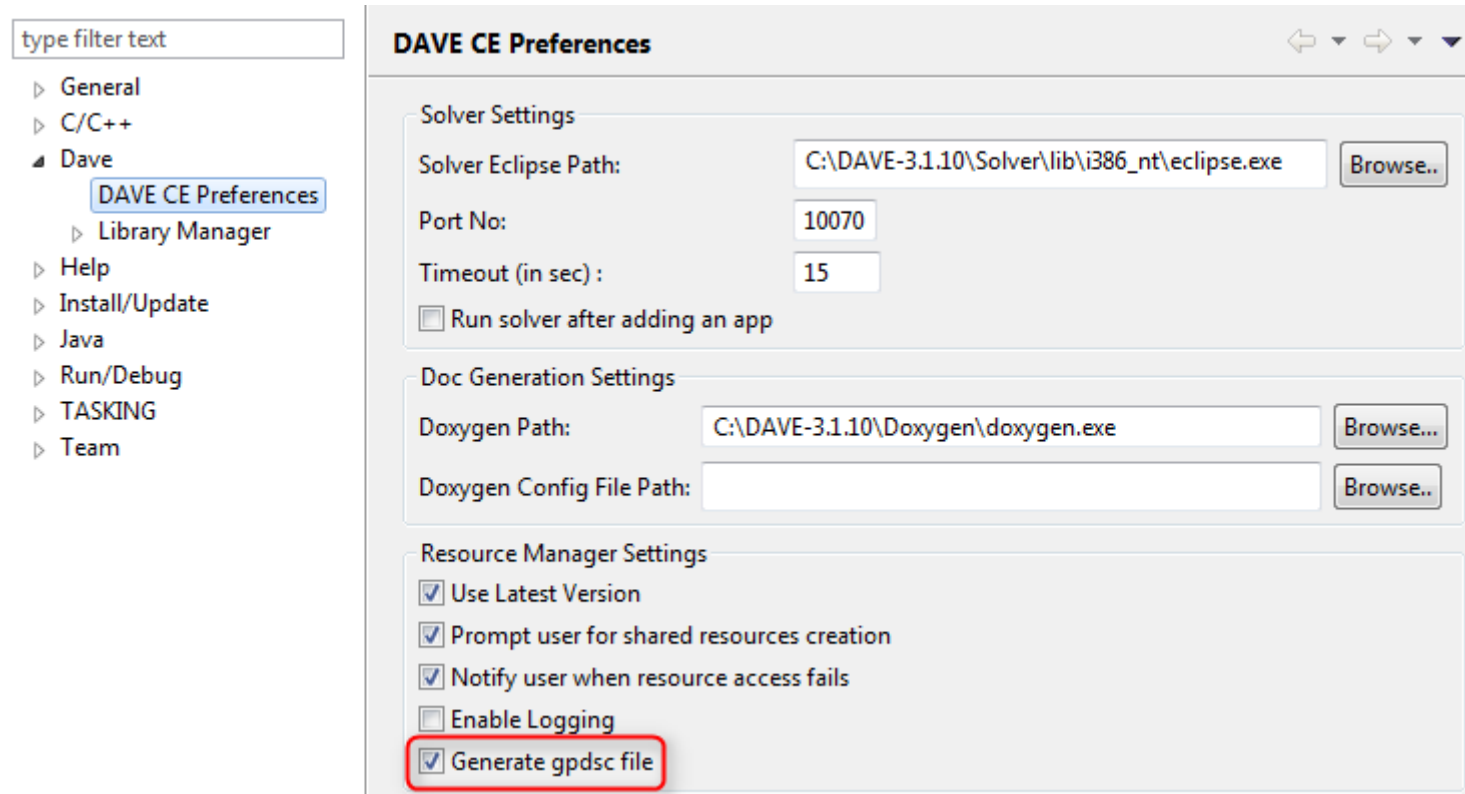 type filter text
General
C/C++
Dave
DAVE CE Preferences
Library Manager
Help
Install/Update
Java
Run/Debug
TASKING
Team
DAVE CE Preferences
Solver Settings
Solver Eclipse Path: C:\DAVE-3.1.10\Solver\lib\i386_nt\eclipse.exe Browse..
Port No: 10070
Timeout (in sec) : 15
Run solver after adding an app
Doc Generation Settings
Doxygen Path: C:\DAVE-3.1.10\Doxygen\doxygen.exe Browse...
Doxygen Config File Path: Browse..
Resource Manager Settings
Use Latest Version
Prompt user for shared resources creation
Notify user when resource access fails
Enable Logging
Generate gpdsc file